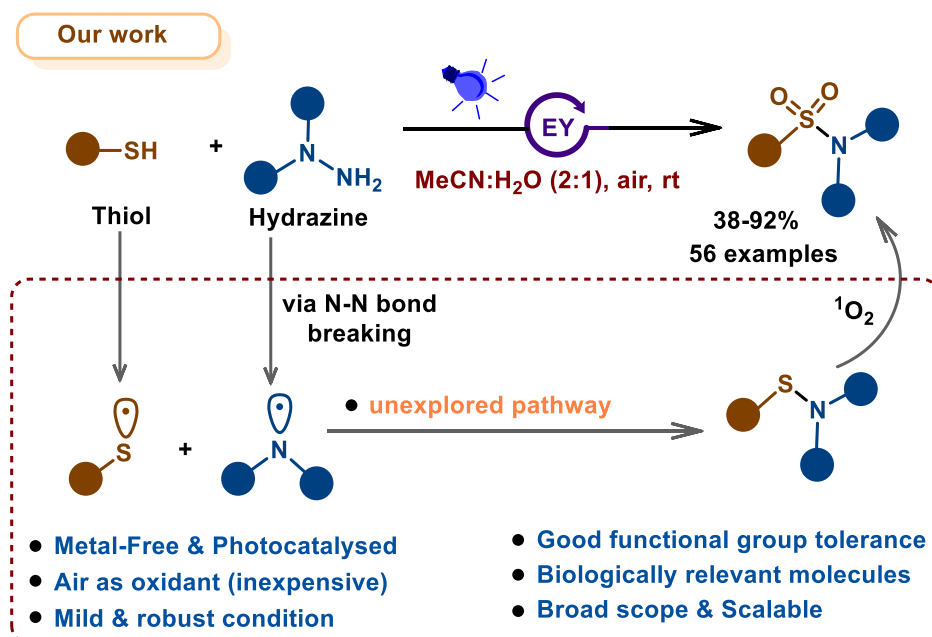 Our work
SH
+
N
NH₂
EY
MeCN:H₂O (2:1), air, rt
O O
S
N
Thiol
Hydrazine
38-92%
56 examples
via N-N bond
breaking
¹O₂
S
+
N
● unexplored pathway
S
N
● Metal-Free & Photocatalysed
● Air as oxidant (inexpensive)
● Mild & robust condition
● Good functional group tolerance
● Biologically relevant molecules
● Broad scope & Scalable